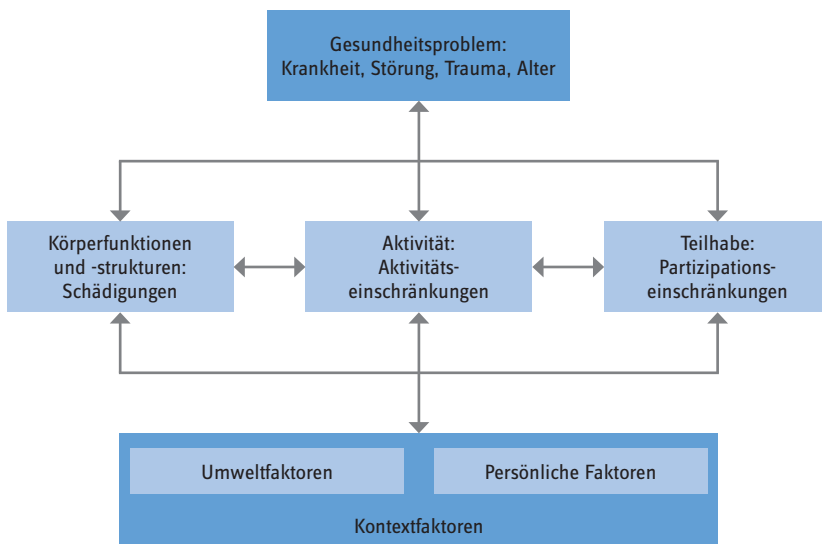 Gesundheitsproblem:
Krankheit, Störung, Trauma, Alter
Körperfunktionen
und -strukturen:
Schädigungen
Aktivität:
Aktivitäts-
einschränkungen
Teilhabe:
Partizipations-
einschränkungen
Umweltfaktoren
Persönliche Faktoren
Kontextfaktoren